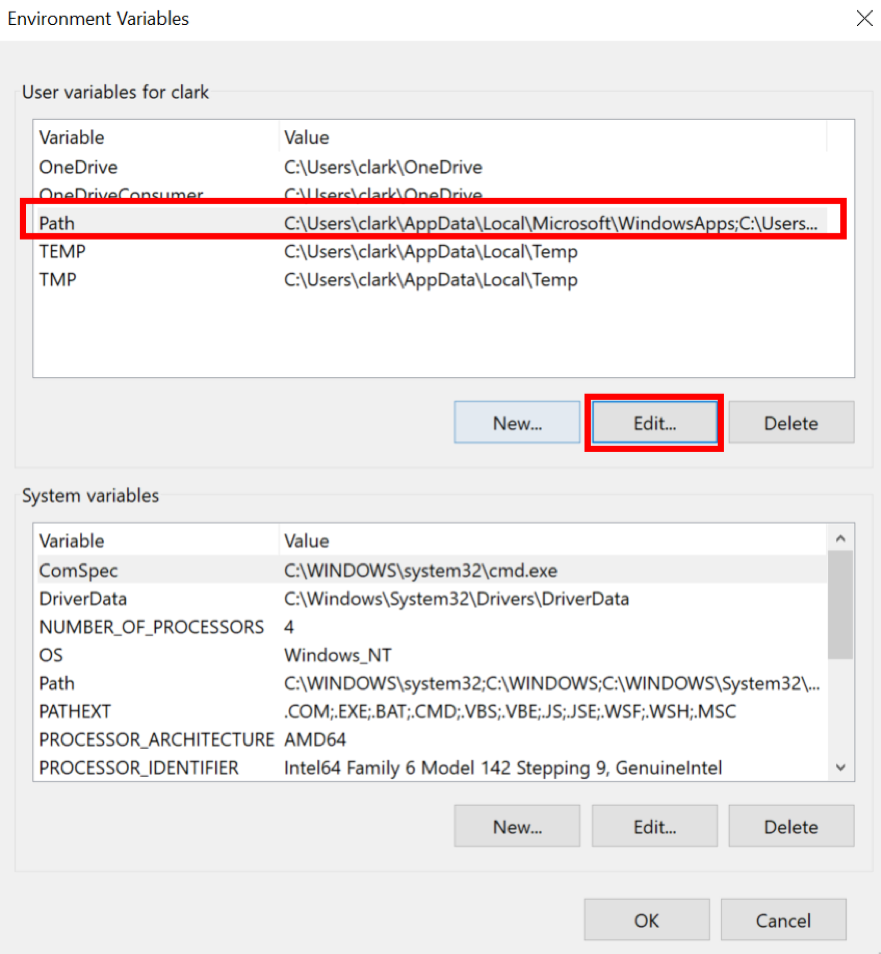 Environment Variables
User variables for clark
Variable Value
OneDrive C:\Users\clark\OneDrive
OneDriveConsumer C:\Users\clark\OneDrive
Path C:\Users\clark\AppData\Local\Microsoft\WindowsApps;C:\Users...
TEMP C:\Users\clark\AppData\Local\Temp
TMP C:\Users\clark\AppData\Local\Temp
New... Edit... Delete
System variables
Variable Value
ComSpec C:\WINDOWS\system32\cmd.exe
DriverData C:\Windows\System32\Drivers\DriverData
NUMBER_OF_PROCESSORS 4
OS Windows_NT
Path C:\WINDOWS\system32;C:\WINDOWS;C:\WINDOWS\System32\...
PATHEXT .COM;.EXE;.BAT;.CMD;.VBS;.VBE;.JS;.JSE;.WSF;.WSH;.MSC
PROCESSOR_ARCHITECTURE AMD64
PROCESSOR_IDENTIFIER Intel64 Family 6 Model 142 Stepping 9, GenuineIntel
New... Edit... Delete
OK Cancel